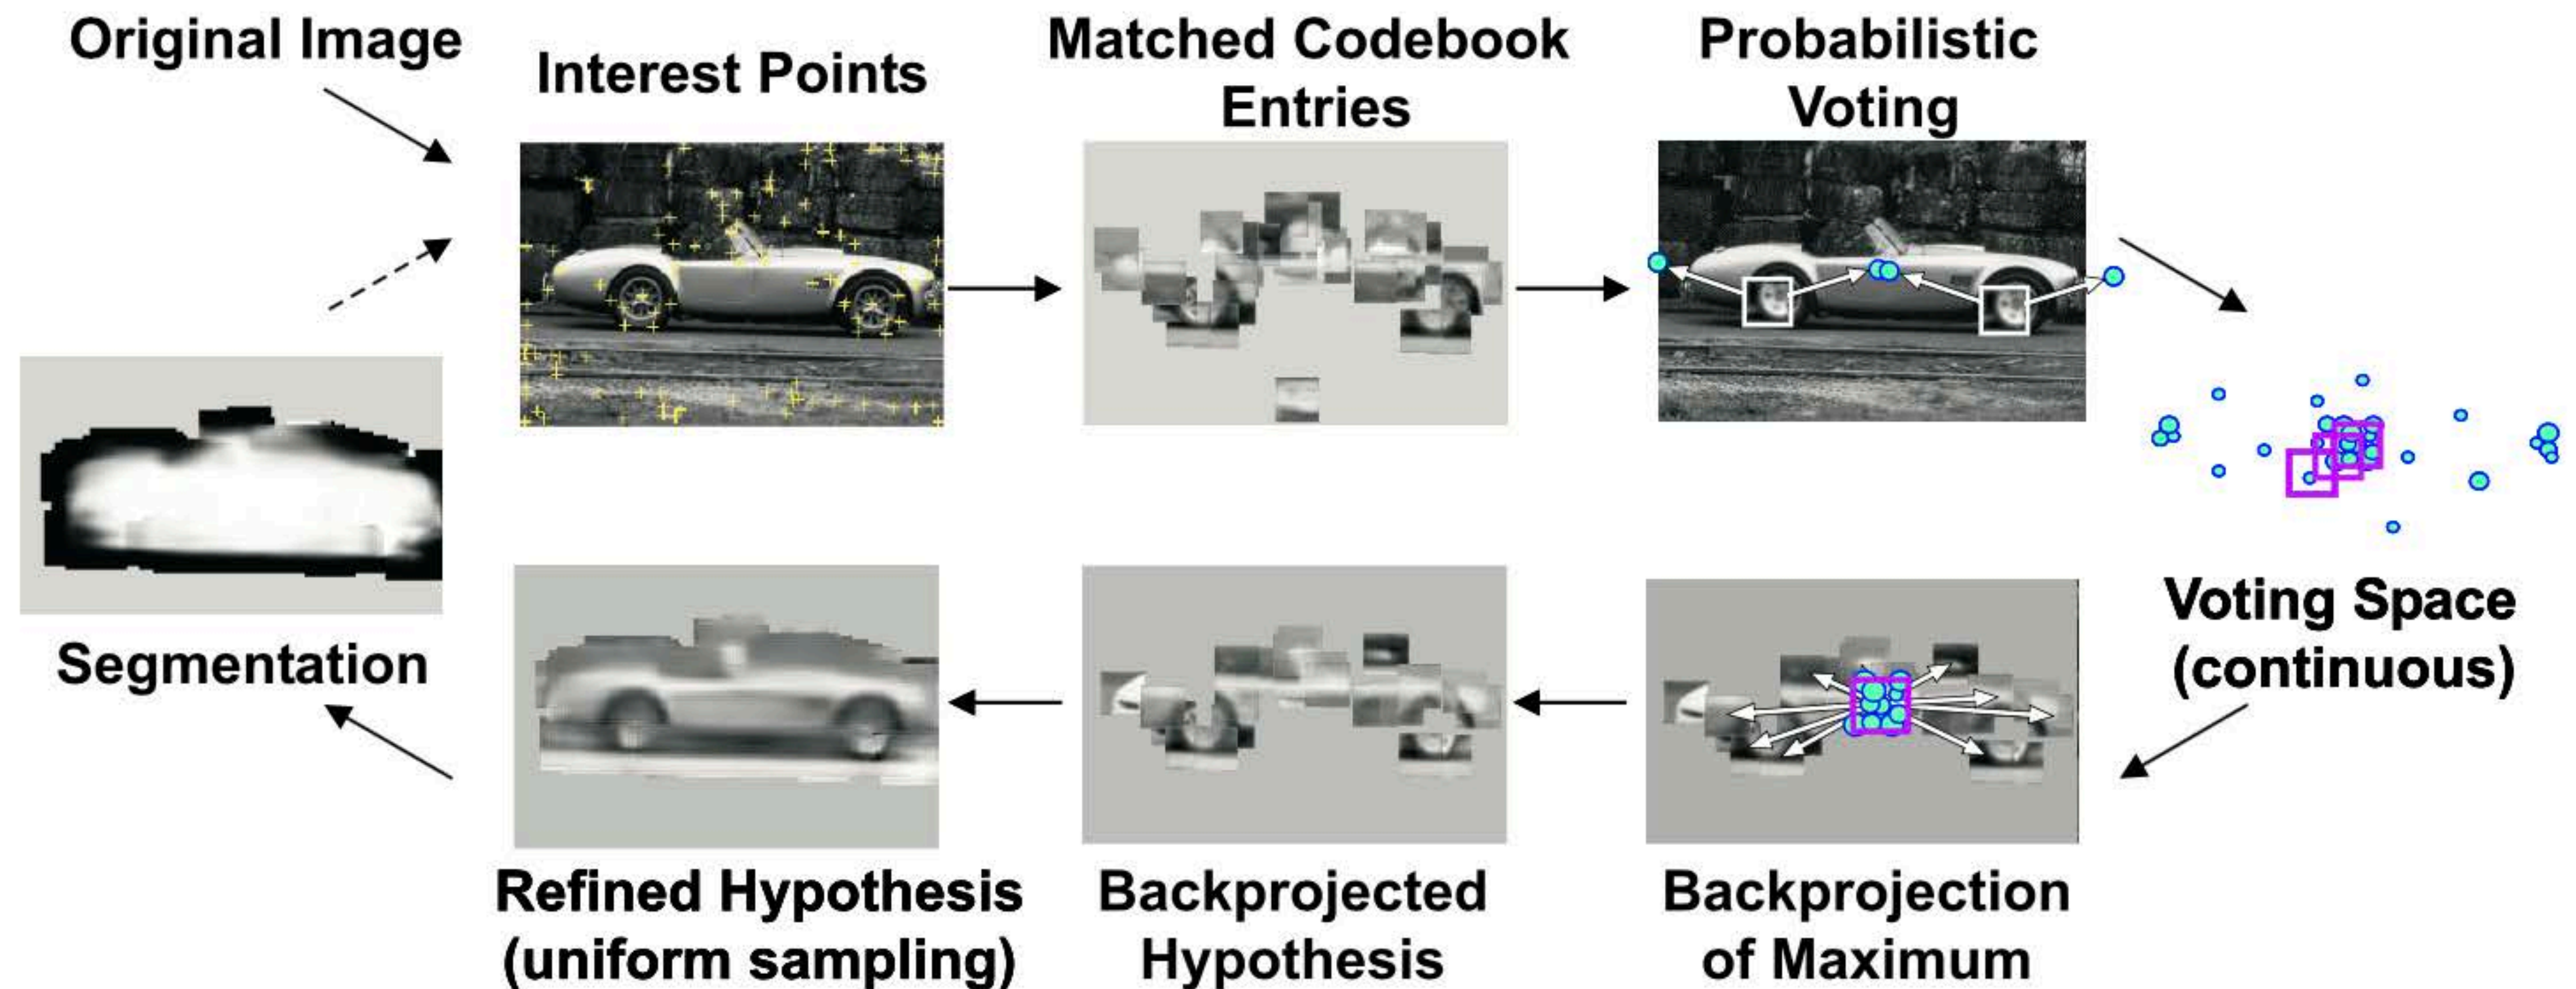 Original Image
Interest Points
Matched Codebook
Entries
Probabilistic
Voting
Voting Space
(continuous)
Segmentation
Refined Hypothesis
(uniform sampling)
Backprojected
Hypothesis
Backprojection
of Maximum